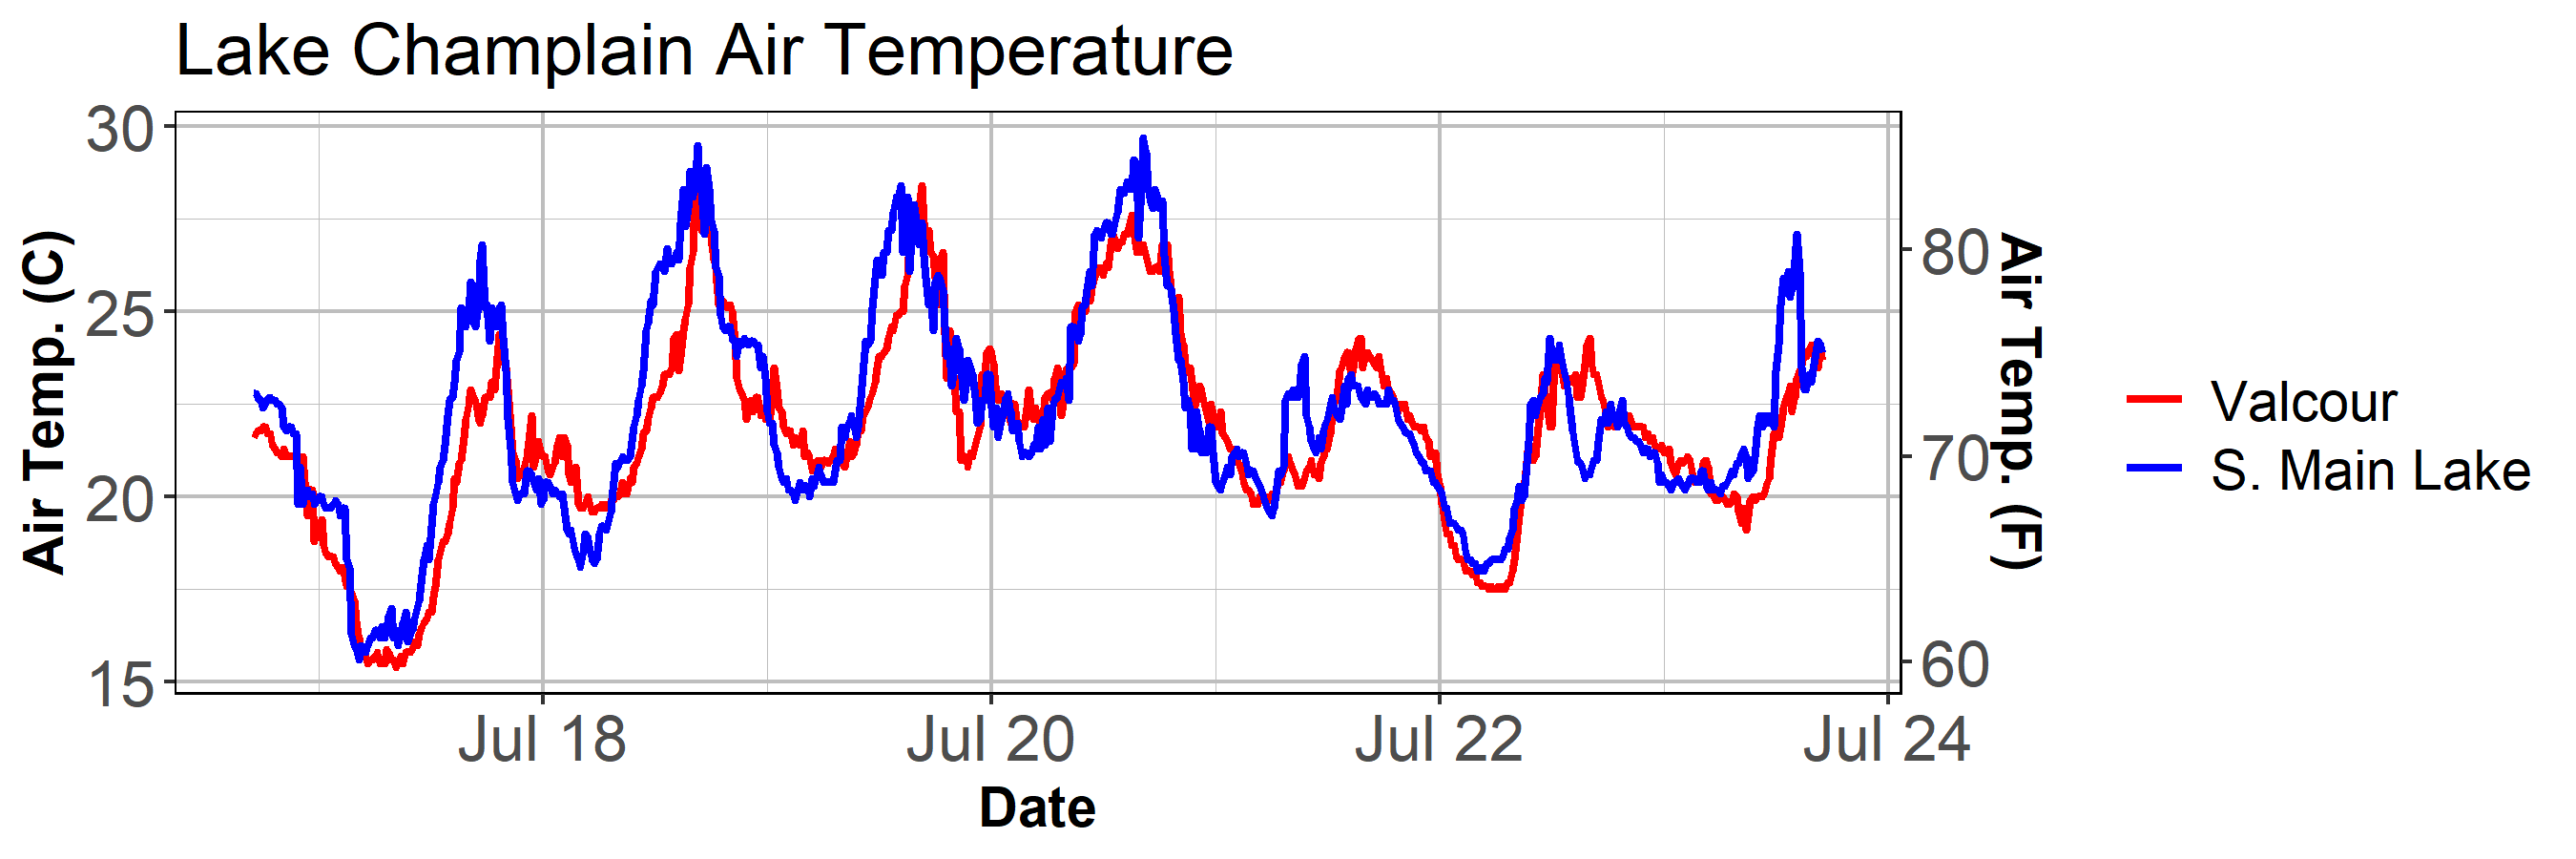 Lake Champlain Air Temperature
Air Temp. (C)
30
25
20
15
80
70
60
Air Temp. (F)
Jul 18
Jul 20
Jul 22
Jul 24
Date
Valcour
S. Main Lake